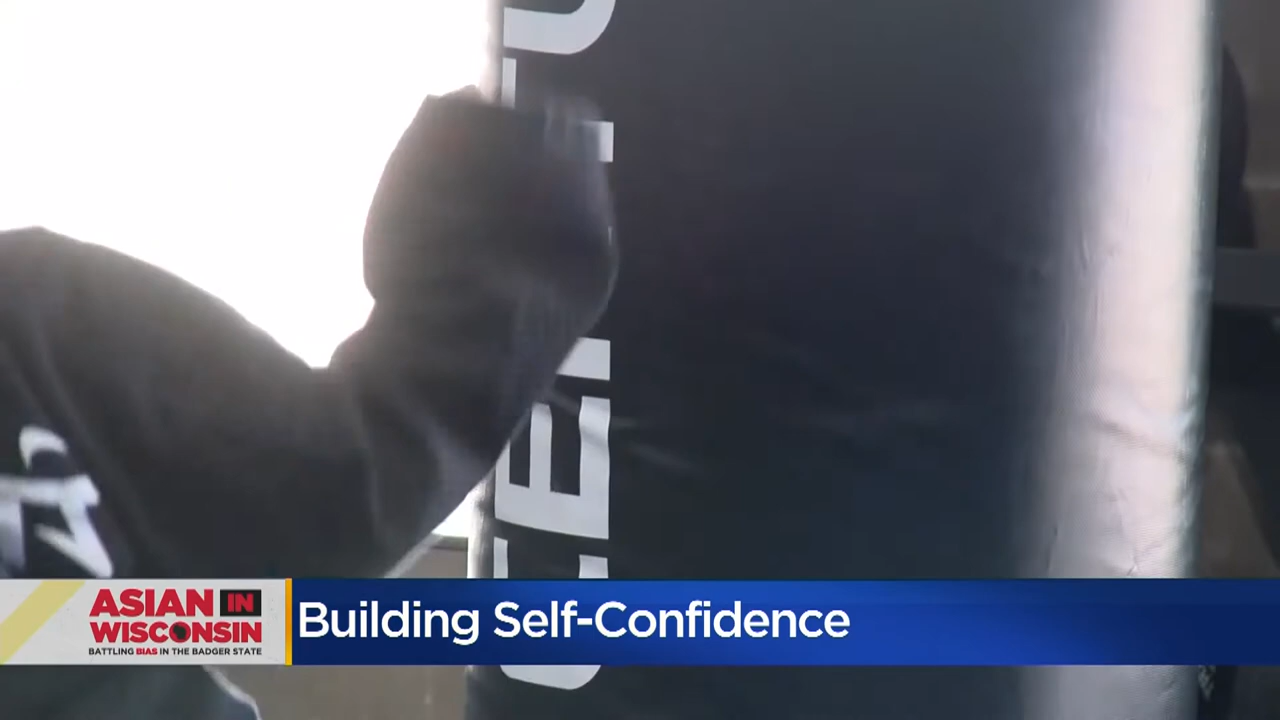 ASIAN IN
WISCONSIN
BATTLING BIAS IN THE BADGER STATE
Building Self-Confidence